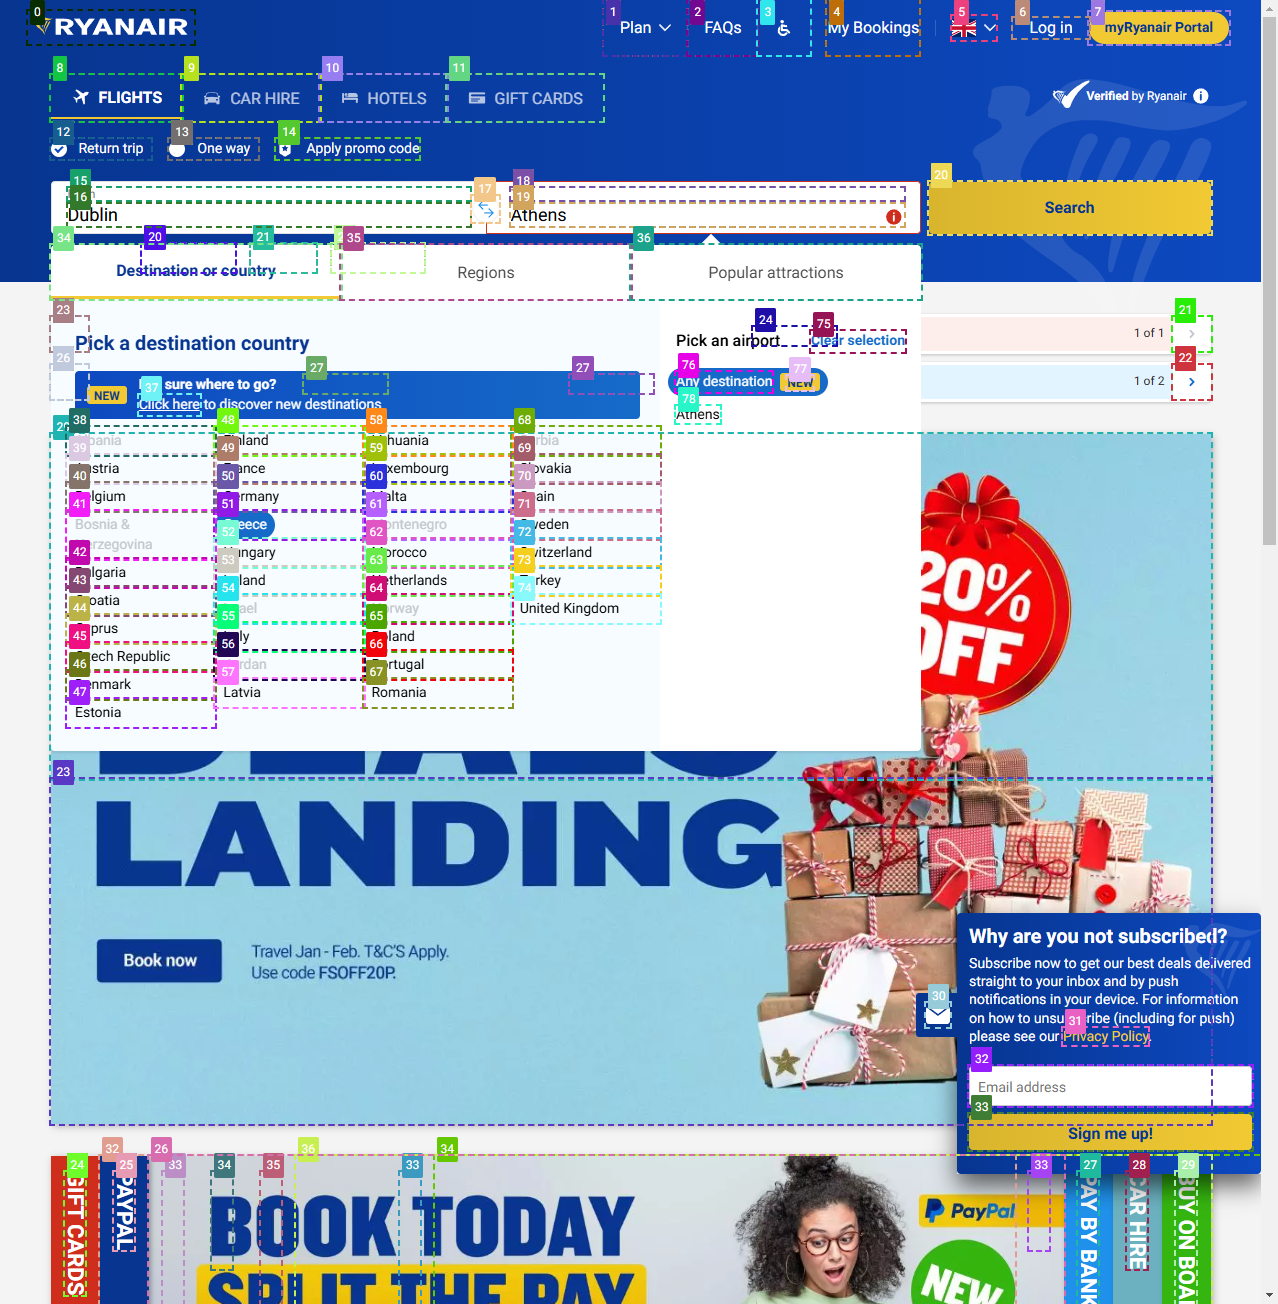 RYANAIR
Plan
FAQs
My Bookings
Log in
myRyanair Portal
FLIGHTS
CAR HIRE
HOTELS
GIFT CARDS
Verified by Ryanair
Return trip
One way
Apply promo code
Dublin
Athens
Search
Destination or country
Regions
Popular attractions
1 of 1
1 of 2
Pick a destination country
NEW
sure where to go?
Click here to discover new destinations
Pick an airport
Clear selection
Any destination
NEW
Athens
Austria
Belgium
Bosnia &
Herzegovina
Bulgaria
Croatia
Cyprus
Czech Republic
Denmark
Estonia
Finland
France
Germany
Greece
Hungary
Ireland
Israel
Italy
Jordan
Latvia
Lithuania
Luxembourg
Malta
Montenegro
Morocco
Netherlands
Norway
Poland
Portugal
Romania
Serbia
Slovakia
Spain
Sweden
Switzerland
Turkey
United Kingdom
20%
OFF
LANDING
Book now
Travel Jan - Feb. T&C'S Apply.
Use code FSOFF20P.
Why are you not subscribed?
Subscribe now to get our best deals delivered
straight to your inbox and by push
notifications in your device. For information
on how to unsubscribe (including for push)
please see our Privacy Policy.
Email address
Sign me up!
GIFT CARDS
PAYPAL
BOOK TODAY
SPLIT THE PAY
PayPal
NEW
PAY BY BANK
CAR HIRE
BUY ON BOA